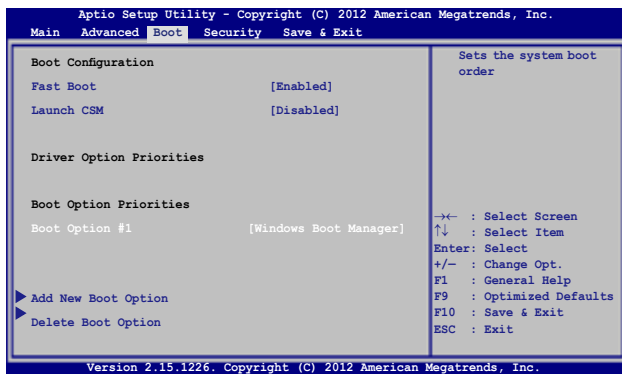 Aptio Setup Utility - Copyright (C) 2012 American Megatrends, Inc.
Main Advanced Boot Security Save & Exit
Boot Configuration
Fast Boot [Enabled]
Launch CSM [Disabled]
Driver Option Priorities
Boot Option Priorities
Boot Option #1 [Windows Boot Manager]
Add New Boot Option
Delete Boot Option
Sets the system boot
order
→← : Select Screen
↑↓ : Select Item
Enter: Select
+/— : Change Opt.
F1 : General Help
F9 : Optimized Defaults
F10 : Save & Exit
ESC : Exit
Version 2.15.1226. Copyright (C) 2012 American Megatrends, Inc.